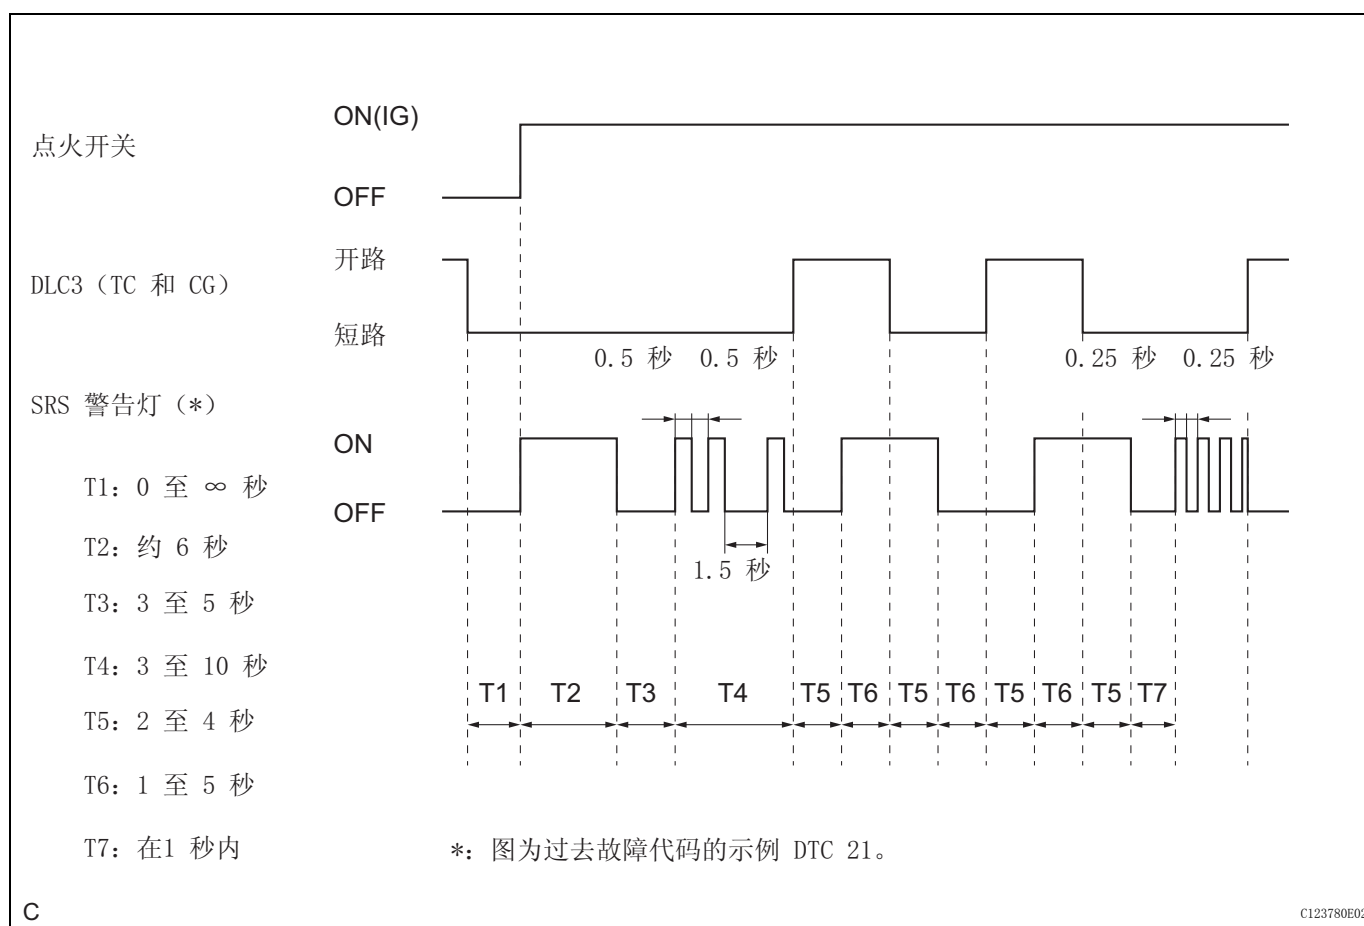 ON(IG)
点火开关
OFF
开路
DLC3（TC 和 CG）
短路
0.5 秒 0.5 秒 0.25 秒 0.25 秒
SRS 警告灯（*）
ON
T1：0 至 ∞ 秒
OFF
T2：约 6 秒
1.5 秒
T3：3 至 5 秒
T4：3 至 10 秒
T1 T2 T3 T4 T5 T6 T5 T6 T5 T6 T5 T7
T5：2 至 4 秒
T6：1 至 5 秒
T7：在1 秒内
*：图为过去故障代码的示例 DTC 21。
C
C123780E02